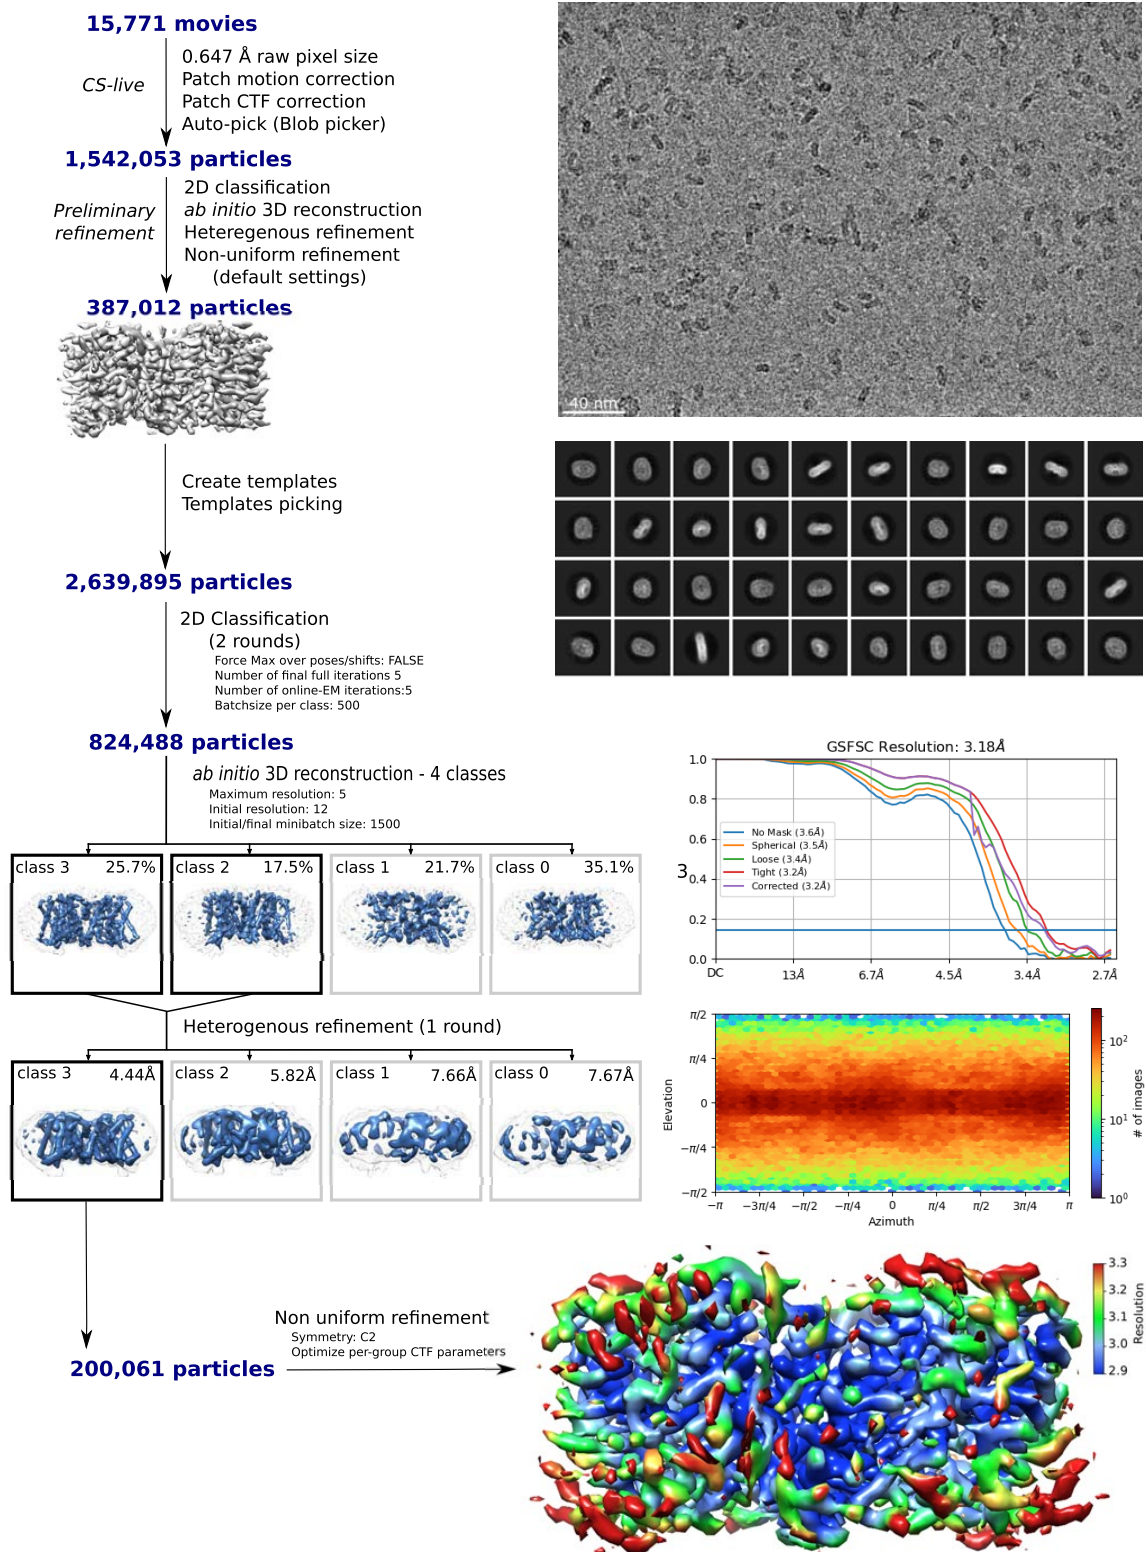 15,771 movies
CS-live
0.647 Å raw pixel size
Patch motion correction
Patch CTF correction
Auto-pick (Blob picker)
1,542,053 particles
Preliminary
refinement
2D classification
ab initio 3D reconstruction
Heteregenous refinement
Non-uniform refinement
(default settings)
387,012 particles
Create templates
Templates picking
2,639,895 particles
2D Classification
(2 rounds)
Force Max over poses/shifts: FALSE
Number of final full iterations 5
Number of online-EM iterations:5
Batchsize per class: 500
824,488 particles
ab initio 3D reconstruction - 4 classes
Maximum resolution: 5
Initial resolution: 12
Initial/final minibatch size: 1500
class 3 25.7%
class 2 17.5%
class 1 21.7%
class 0 35.1%
Heterogenous refinement (1 round)
class 3 4.44Å
class 2 5.82Å
class 1 7.66Å
class 0 7.67Å
200,061 particles
Non uniform refinement
Symmetry: C2
Optimize per-group CTF parameters
40 nm
GSFSC Resolution: 3.18Å
1.0
0.8
0.6
3
0.4
0.2
0.0
No Mask (3.6Å)
Spherical (3.5Å)
Loose (3.4Å)
Tight (3.2Å)
Corrected (3.2Å)
DC 13Å 6.7Å 4.5Å 3.4Å 2.7Å
Elevation
π/2
π/4
0
−π/4
−π/2
−π −3π/4 −π/2 −π/4 0 π/4 π/2 3π/4 π
Azimuth
10²
10¹
10⁰
# of images
3.3
3.2
3.1
3.0
2.9
Resolution